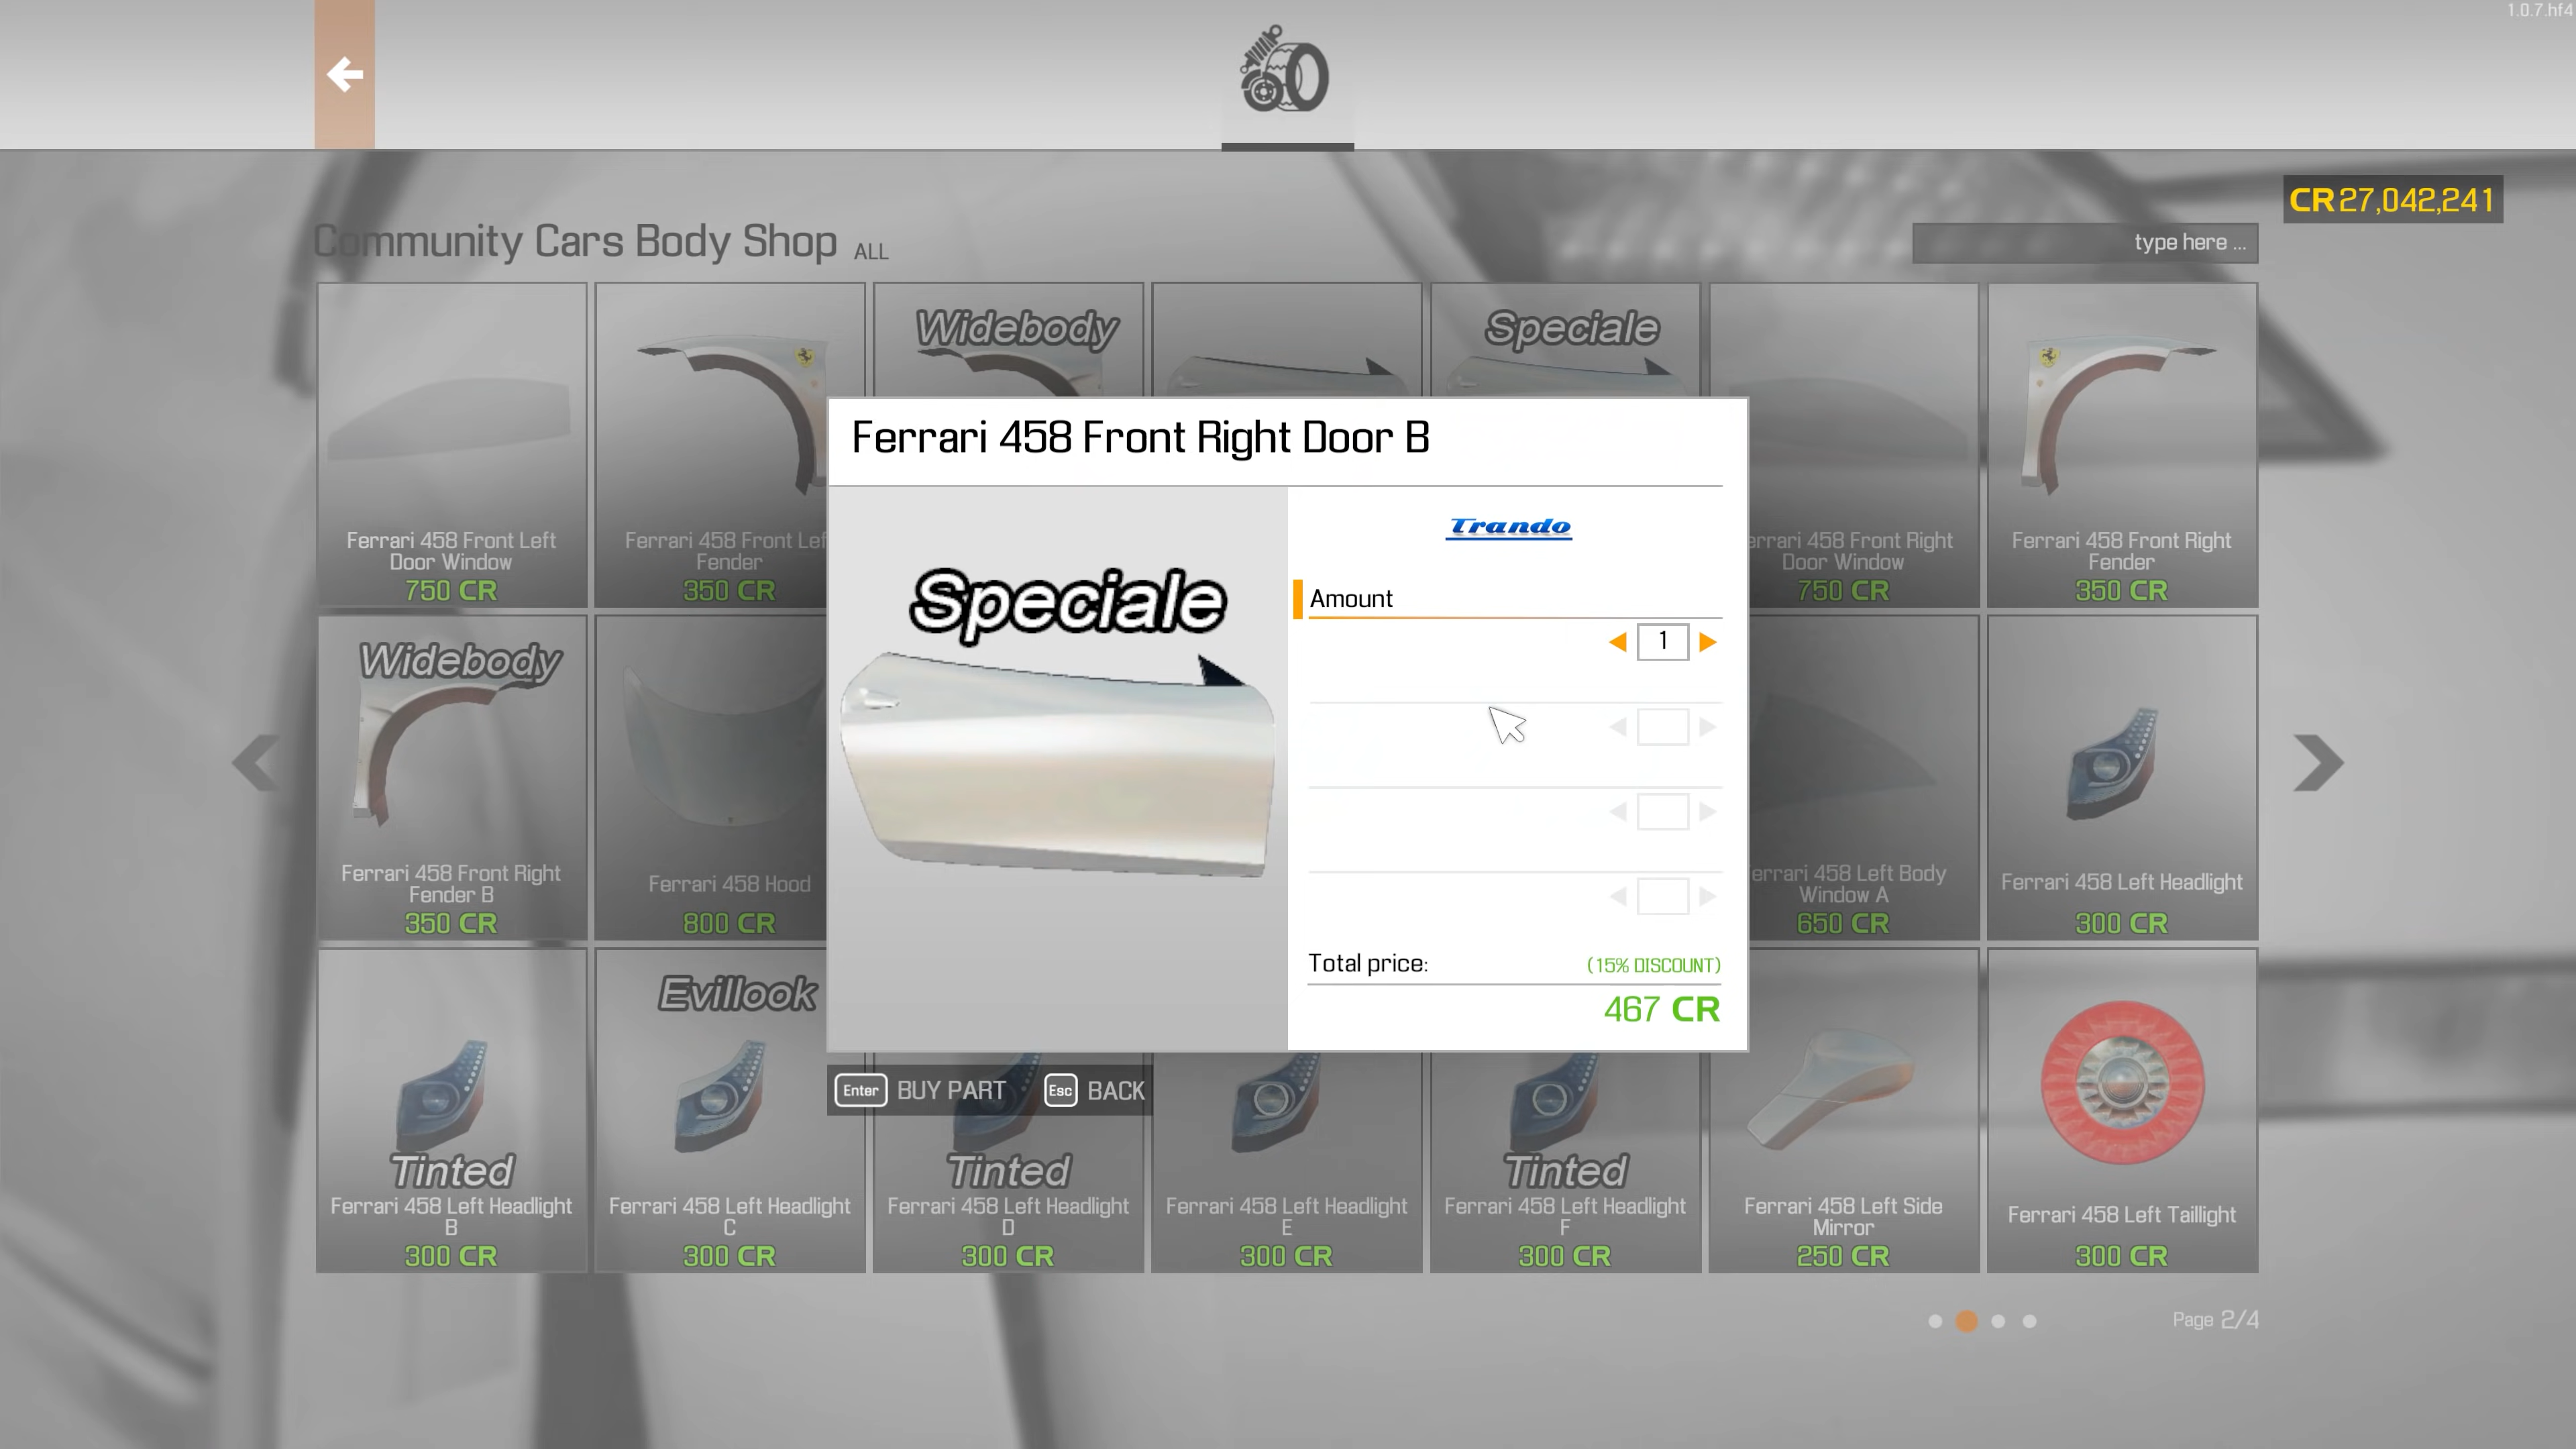 1.0.7.hf4
CR 27,042,241
Community Cars Body Shop ALL
type here ...
Widebody
Speciale
Ferrari 458 Front Left
Door Window
750 CR
Ferrari 458 Front Lef
Fender
350 CR
Ferrari 458 Front Right Door B
Speciale
Trando
Amount
1
Total price:
(15% DISCOUNT)
467 CR
Enter BUY PART
Esc BACK
errari 458 Front Right
Door Window
750 CR
Ferrari 458 Front Right
Fender
350 CR
Widebody
Ferrari 458 Front Right
Fender B
350 CR
Ferrari 458 Hood
800 CR
errari 458 Left Body
Window A
650 CR
Ferrari 458 Left Headlight
300 CR
Tinted
Ferrari 458 Left Headlight
B
300 CR
Evillook
Ferrari 458 Left Headlight
C
300 CR
Tinted
Ferrari 458 Left Headlight
D
300 CR
Ferrari 458 Left Headlight
E
300 CR
Tinted
Ferrari 458 Left Headlight
F
300 CR
Ferrari 458 Left Side
Mirror
250 CR
Ferrari 458 Left Taillight
300 CR
Page 2/4